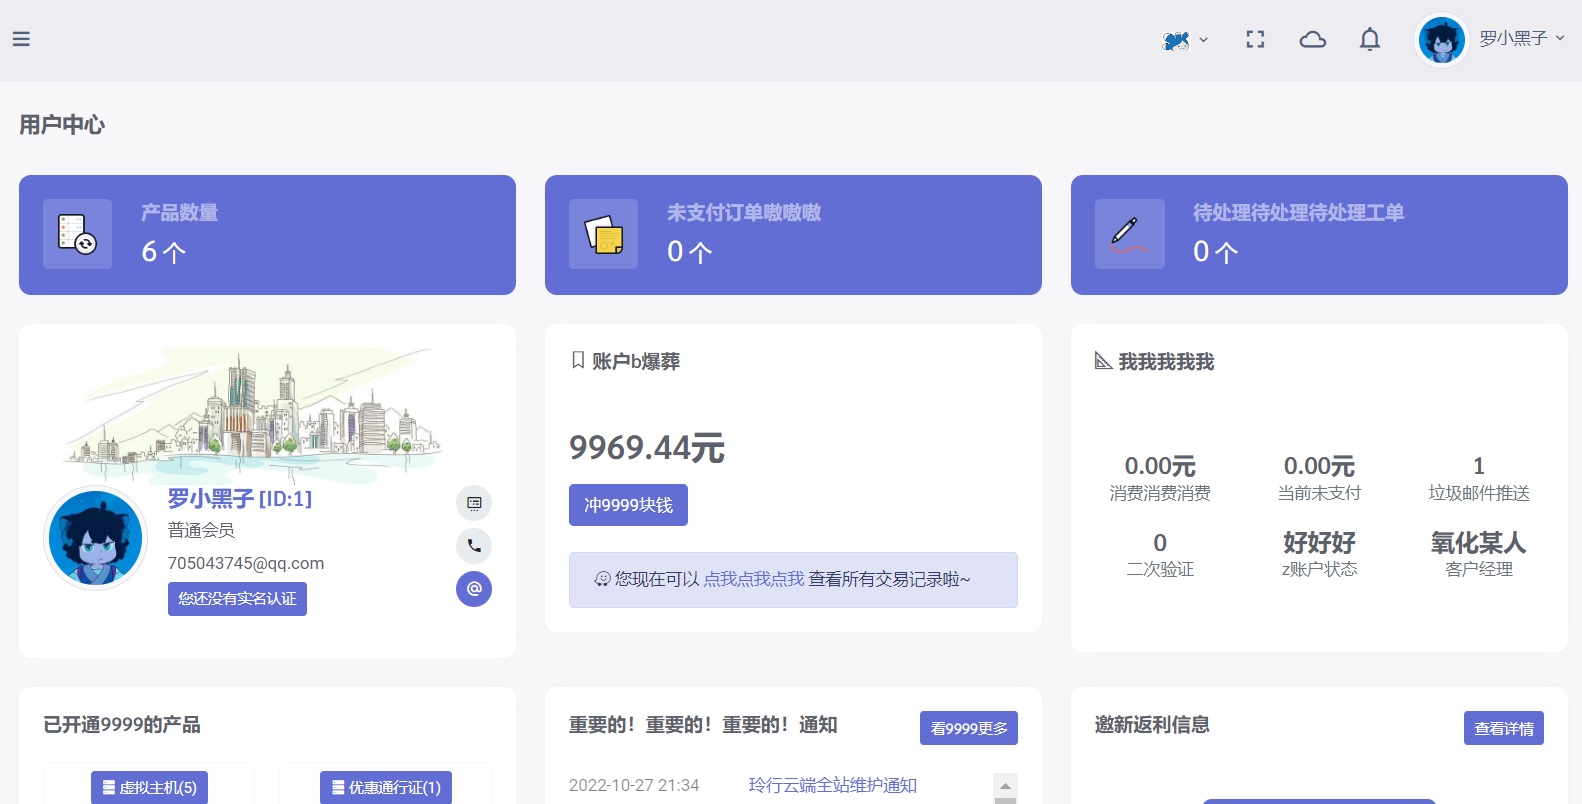 罗小黑子
用户中心
产品数量
6 个
未支付订单嗷嗷嗷
0 个
待处理待处理待处理工单
0 个
罗小黑子 [ID:1]
普通会员
705043745@qq.com
您还没有实名认证
账户b爆葬
9969.44元
冲9999块钱
您现在可以 点我点我点我 查看所有交易记录啦~
我我我我我
0.00元
消费消费消费
0.00元
当前未支付
1
垃圾邮件推送
0
二次验证
好好好
z账户状态
氧化某人
客户经理
已开通9999的产品
虚拟主机(5)
优惠通行证(1)
重要的！重要的！重要的！通知
看9999更多
2022-10-27 21:34
玲行云端全站维护通知
邀新返利信息
查看详情